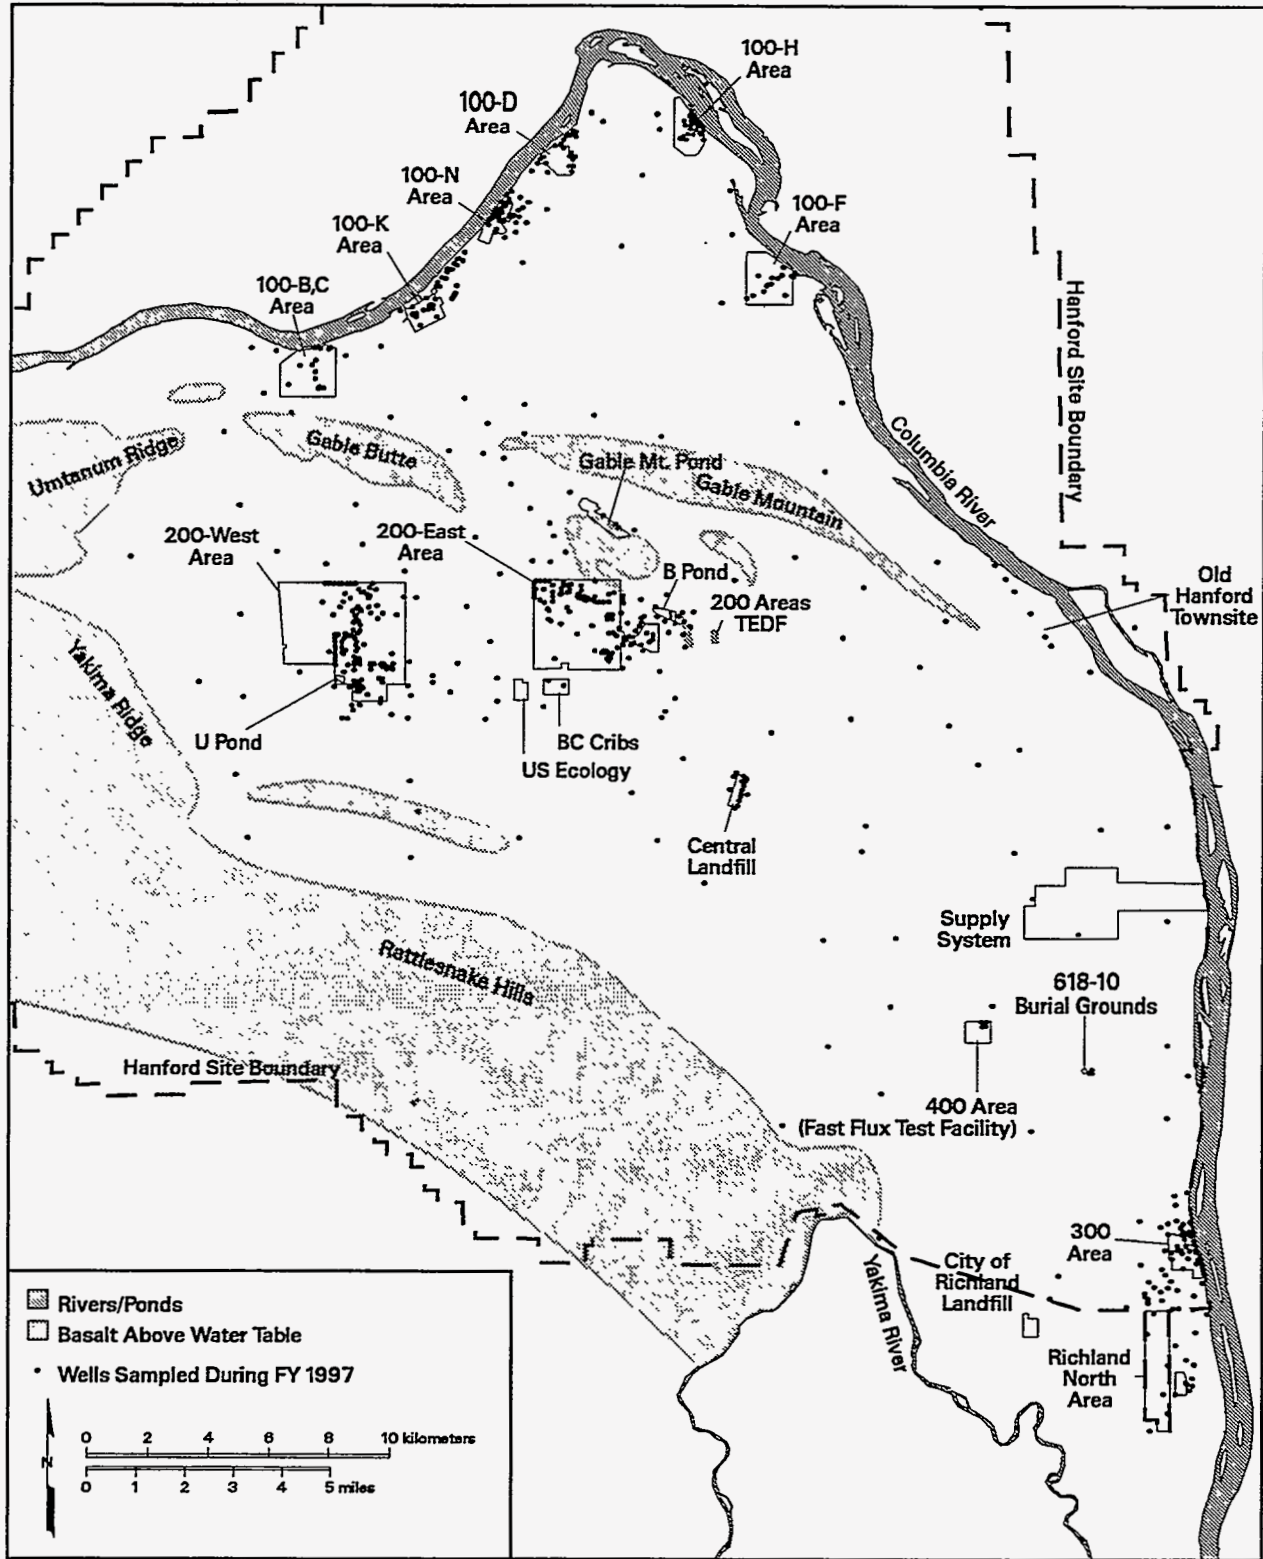 100-H
Area
100-D
Area
100-N
Area
100-F
Area
100-K
Area
100-B,C
Area
Hanford Site Boundary
Columbia River
Umtanum Ridge
Gable Butte
Gable Mt. Pond
Gable Mountain
200-West
Area
200-East
Area
B Pond
200 Areas
TEDF
Old
Hanford
Townsite
Yakima Ridge
U Pond
BC Cribs
US Ecology
Central
Landfill
Supply
System
Rattlesnake Hills
618-10
Burial Grounds
Hanford Site Boundary
400 Area
(Fast Flux Test Facility)
300
Area
City of
Richland
Landfill
Yakima River
Richland
North
Area
Rivers/Ponds
Basalt Above Water Table
Wells Sampled During FY 1997
N
0 2 4 6 8 10 kilometers
0 1 2 3 4 5 miles